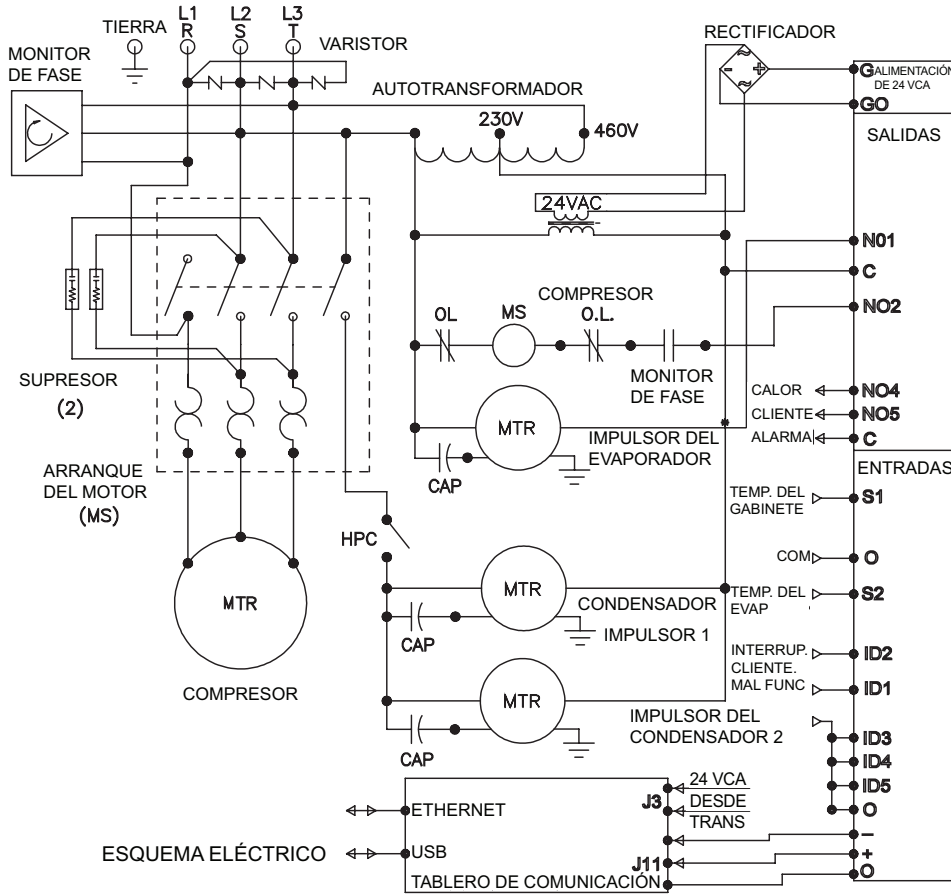 L1
L2
L3
TIERRA
R
S
T
VARISTOR
RECTIFICADOR
MONITOR
DE FASE
AUTOTRANSFORMADOR
230V
460V
G
ALIMENTACIÓN
DE 24 VCA
GO
SALIDAS
24VAC
N01
C
NO2
COMPRESOR
OL
MS
O.L.
MONITOR
DE FASE
SUPRESOR
(2)
CALOR
NO4
CLIENTE
NO5
ALARMA
C
MTR
IMPULSOR DEL
EVAPORADOR
CAP
ENTRADAS
ARRANQUE
DEL MOTOR
(MS)
TEMP. DEL
GABINETE
S1
HPC
COM
O
MTR
CONDENSADOR
IMPULSOR 1
CAP
TEMP. DEL
EVAP
S2
MTR
COMPRESOR
INTERRUP.
CLIENTE.
ID2
MAL FUNC
ID1
MTR
IMPULSOR DEL
CONDENSADOR 2
CAP
ID3
ID4
ID5
O
24 VCA
J3
DESDE
TRANS
ETHERNET
–
ESQUEMA ELÉCTRICO
USB
J11
+
TABLERO DE COMUNICACIÓN
O